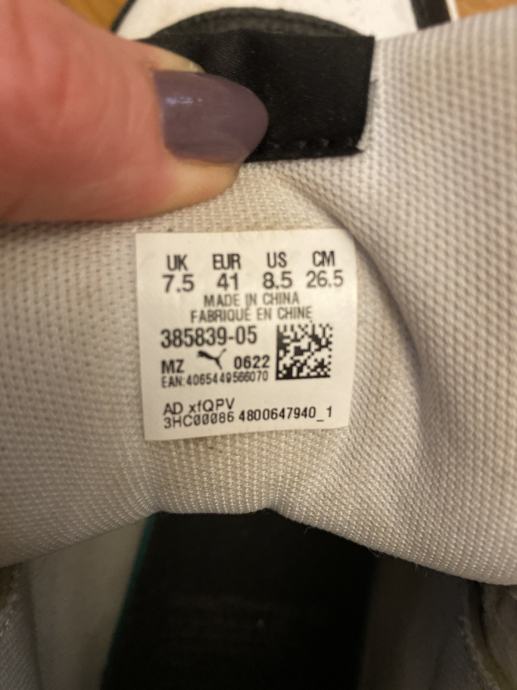 UK EUR US CM
7.5 41 8.5 26.5
MADE IN CHINA
FABRIQUÉ EN CHINE
385839-05
MZ 0622
EAN:4065449566070
AD xfQPV
3HC00086 4800647940_1